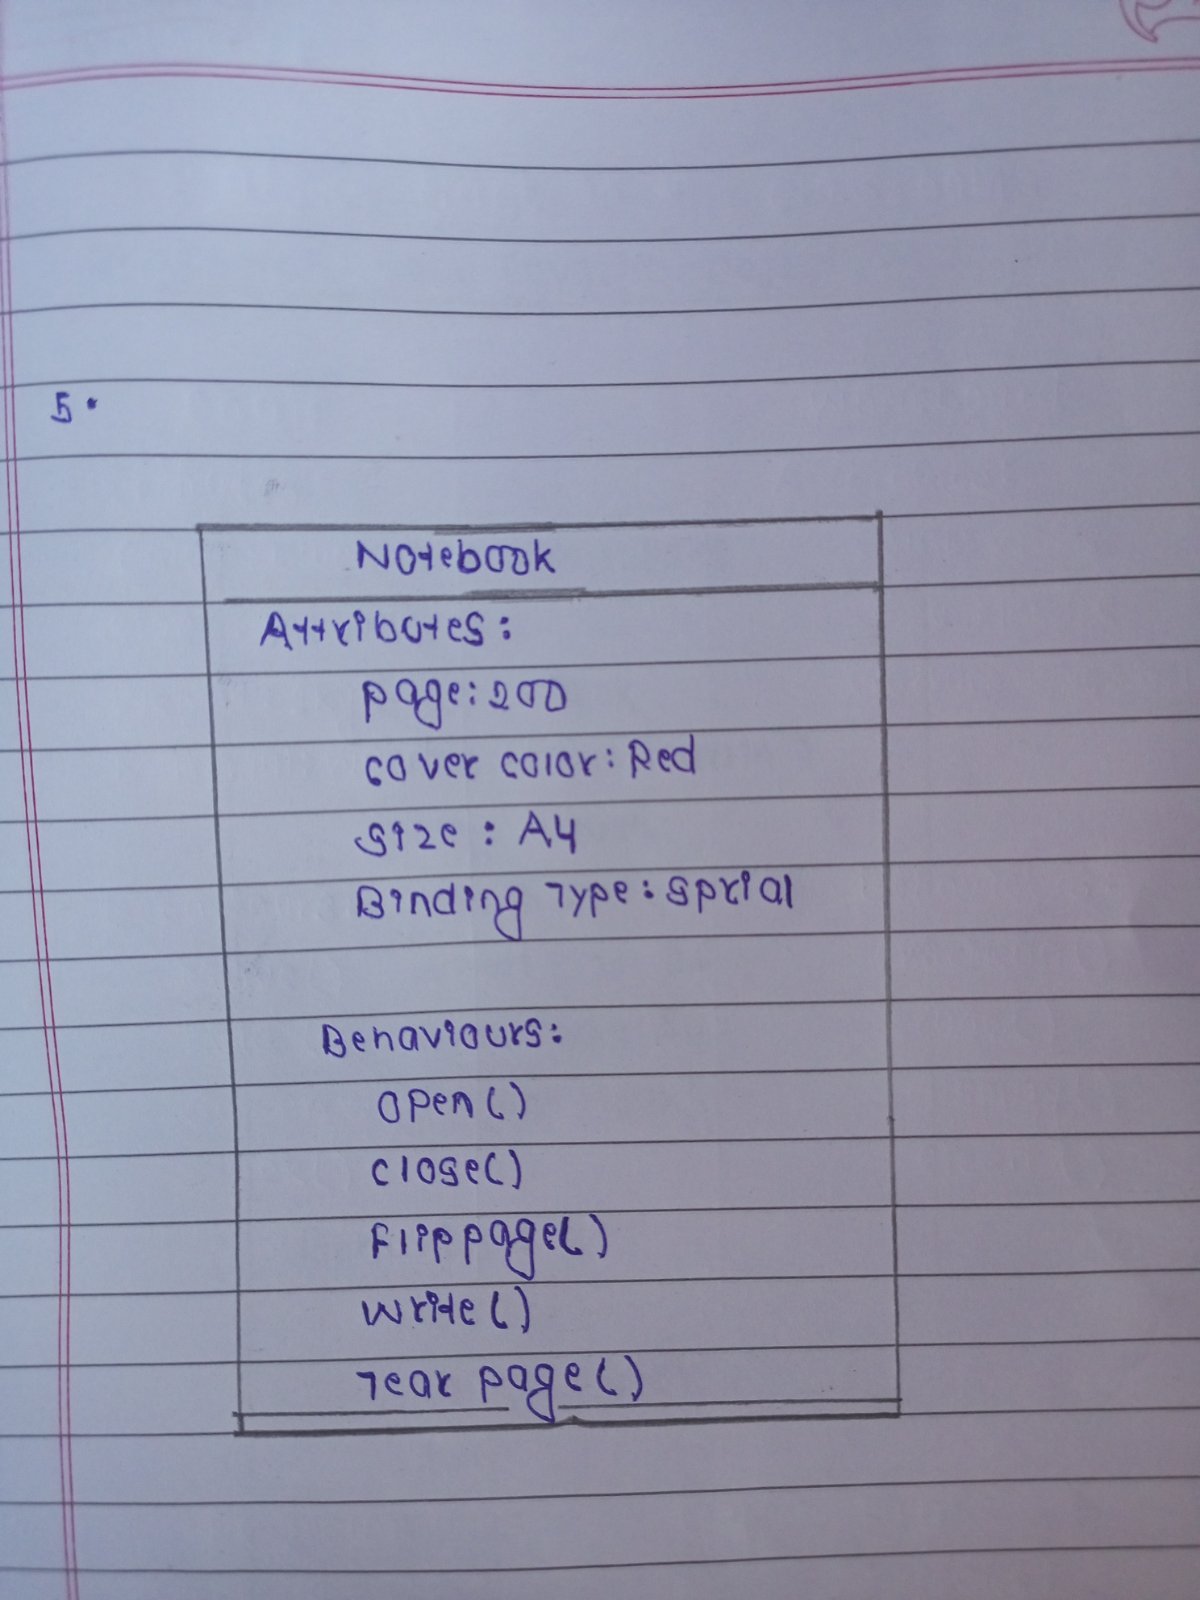 5.
Notebook
Attributes:
page:200
cover color: Red
size : A4
Binding Type: sprial
Behaviours:
open()
close()
Flippage()
write()
Tear page()